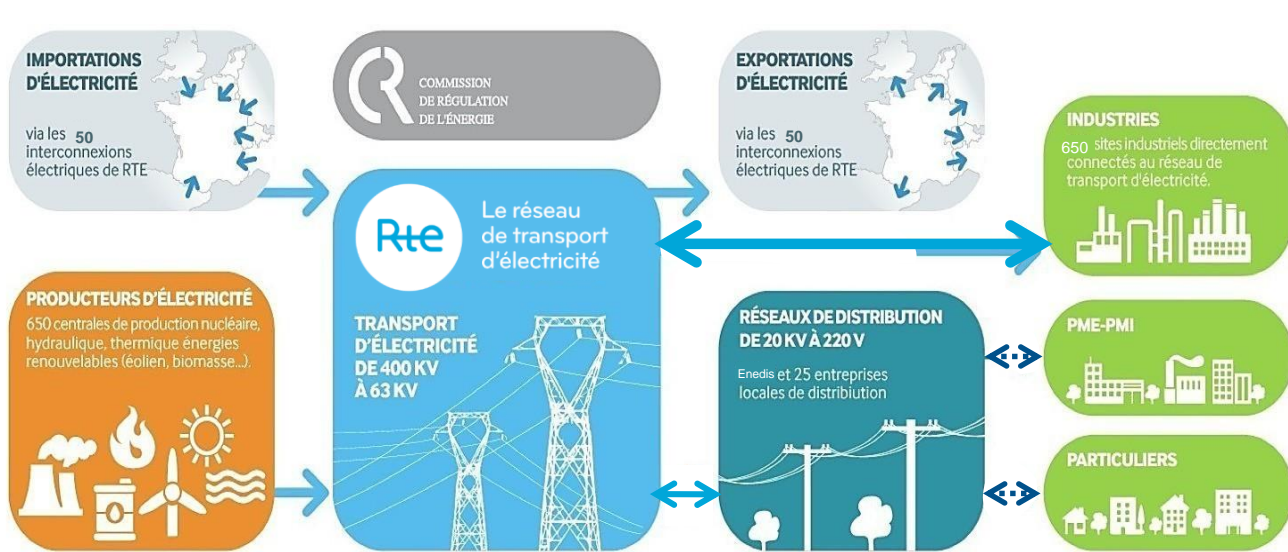 IMPORTATIONS
D'ÉLECTRICITÉ
via les 50
interconnexions
électriques de RTE
COMMISSION
DE RÉGULATION
DE L'ÉNERGIE
EXPORTATIONS
D'ÉLECTRICITÉ
via les 50
interconnexions
électriques de RTE
INDUSTRIES
650 sites industriels directement
connectés au réseau de
transport d'électricité.
Rte
Le réseau
de transport
d'électricité
PRODUCTEURS D'ÉLECTRICITÉ
650 centrales de production nucléaire,
hydraulique, thermique énergies
renouvelables (éolien, biomasse...).
TRANSPORT
D'ÉLECTRICITÉ
DE 400 KV
À 63 KV
RÉSEAUX DE DISTRIBUTION
DE 20 KV À 220 V
Enedis et 25 entreprises
locales de distribiution
PME-PMI
PARTICULIERS